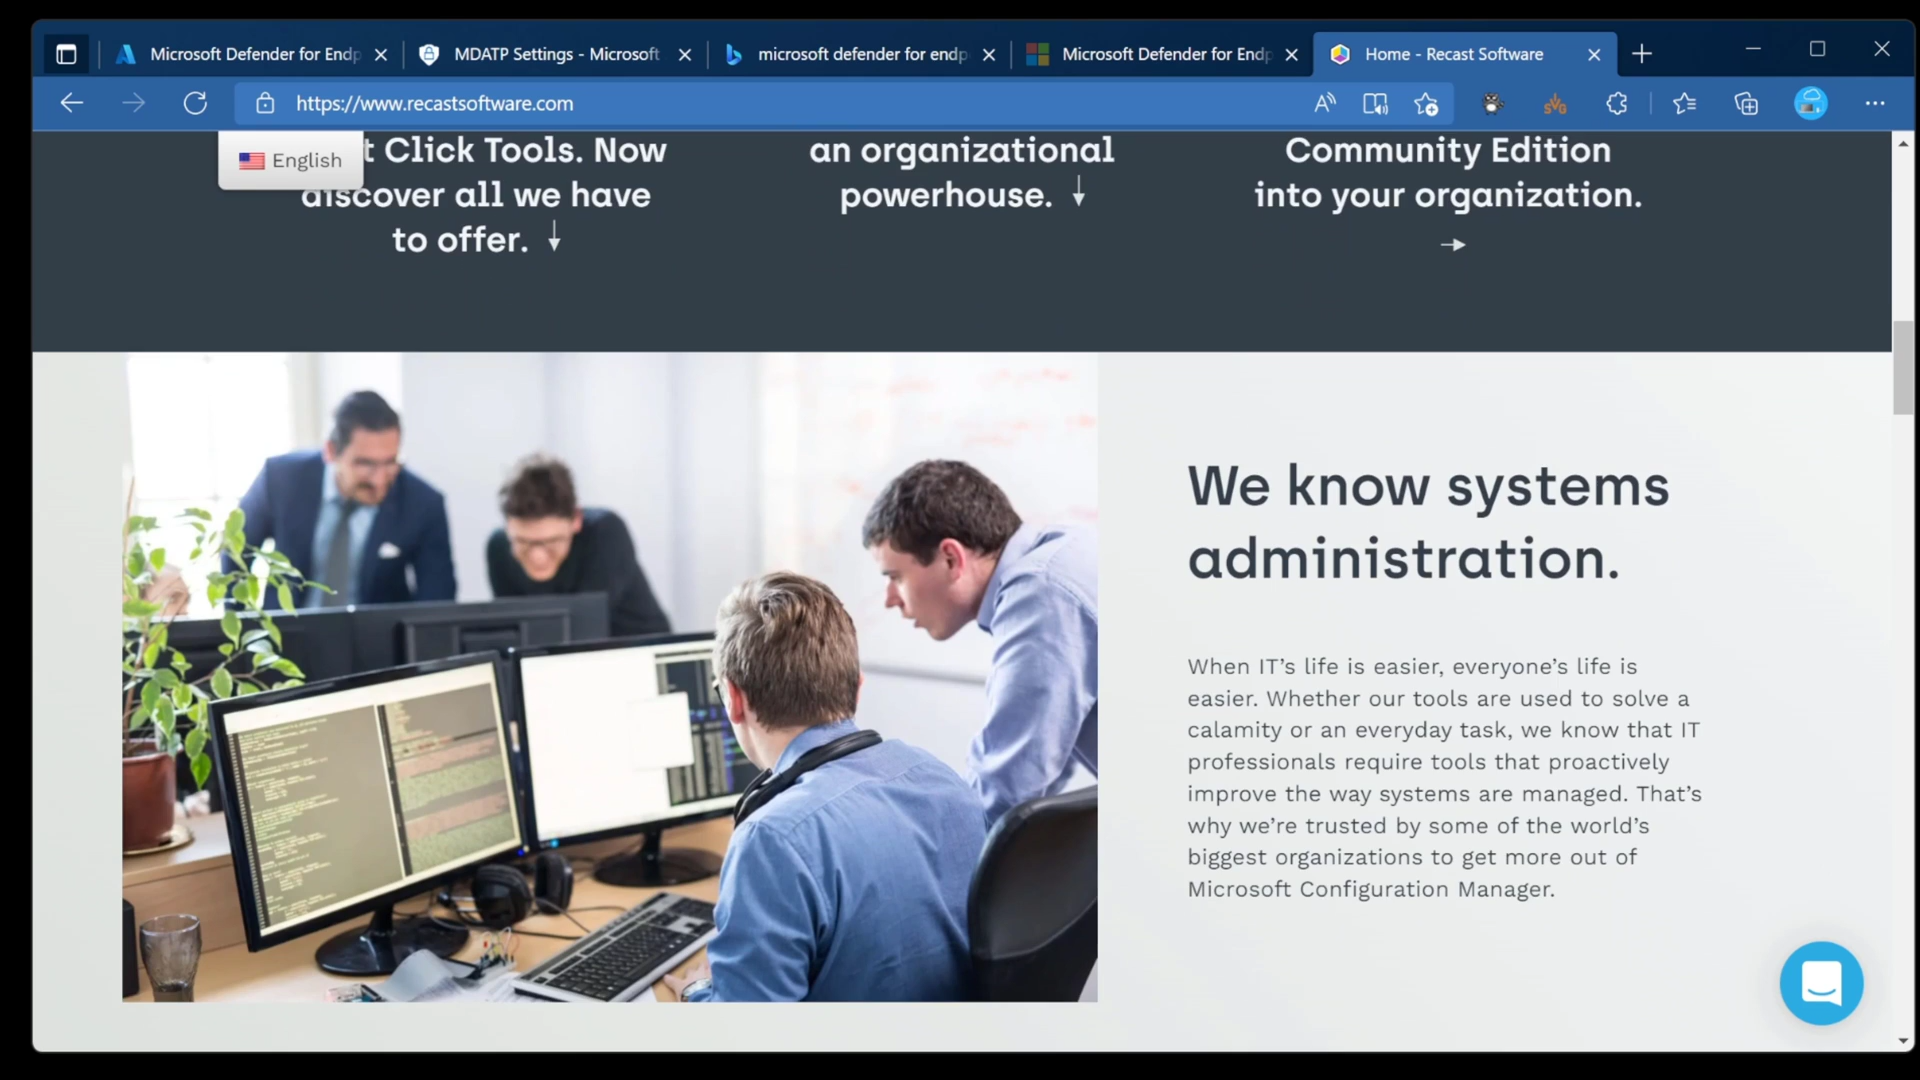 Microsoft Defender for Endp
MDATP Settings - Microsoft
microsoft defender for endp
Microsoft Defender for Endp
Home - Recast Software
https://www.recastsoftware.com
English
t Click Tools. Now
discover all we have
to offer. ↓
an organizational
powerhouse. ↓
Community Edition
into your organization.
→
We know systems
administration.
When IT’s life is easier, everyone’s life is
easier. Whether our tools are used to solve a
calamity or an everyday task, we know that IT
professionals require tools that proactively
improve the way systems are managed. That’s
why we’re trusted by some of the world’s
biggest organizations to get more out of
Microsoft Configuration Manager.